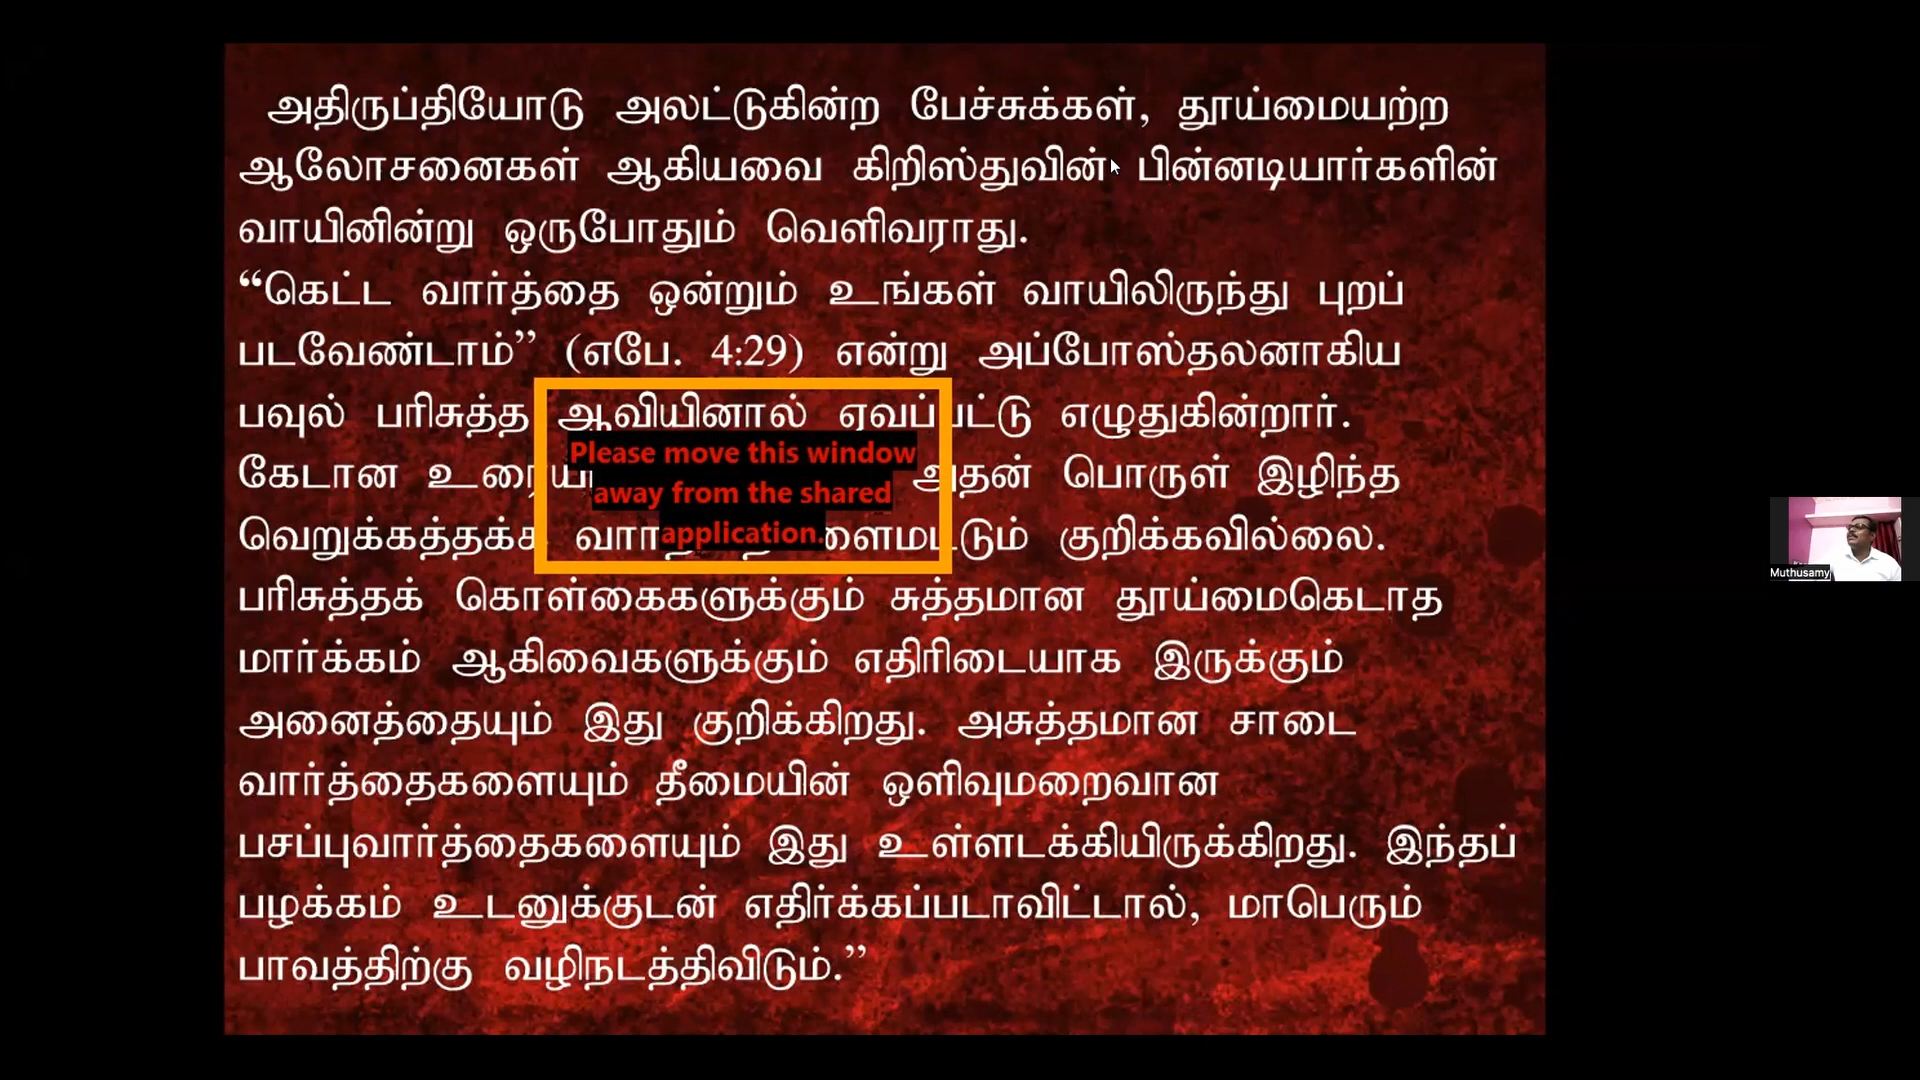 அதிருப்தியோடு அலட்டுகின்ற பேச்சுக்கள், தூய்மையற்ற
ஆலோசனைகள் ஆகியவை கிறிஸ்துவின் பின்னடியார்களின்
வாயினின்று ஒருபோதும் வெளிவராது.
“கெட்ட வார்த்தை ஒன்றும் உங்கள் வாயிலிருந்து புறப்
படவேண்டாம்” (எபே. 4:29) என்று அப்போஸ்தலனாகிய
பவுல் பரிசுத்த ஆவியினால் ஏவப்பட்டு எழுதுகின்றார்.
Please move this window
கேடான அதன் பொருள் இழிந்த
away from the shared
வெறுக்கத்தக்க குறிக்கவில்லை.
application.
பரிசுத்தக் கொள்கைகளுக்கும் சுத்தமான தூய்மைகெடாத
மார்க்கம் ஆகிவைகளுக்கும் எதிரிடையாக இருக்கும்
அனைத்தையும் இது குறிக்கிறது. அசுத்தமான சாடை
வார்த்தைகளையும் தீமையின் ஒளிவுமறைவான
பசப்புவார்த்தைகளையும் இது உள்ளடக்கியிருக்கிறது. இந்தப்
பழக்கம் உடனுக்குடன் எதிர்க்கப்படாவிட்டால், மாபெரும்
பாவத்திற்கு வழிநடத்திவிடும்.”
Muthusamy